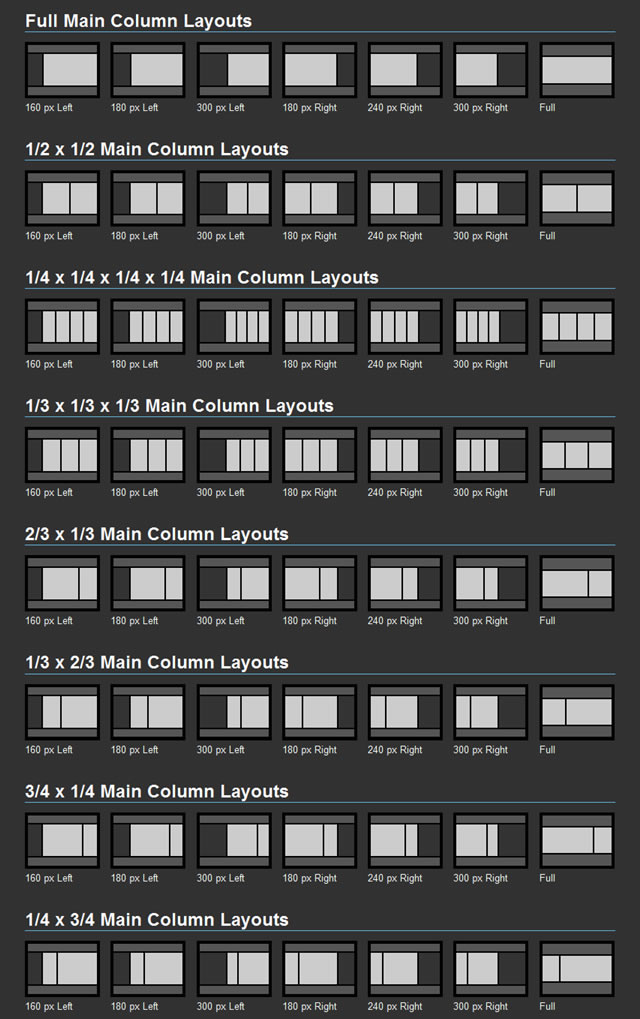 Full Main Column Layouts
160 px Left 180 px Left 300 px Left 180 px Right 240 px Right 300 px Right Full
1/2 x 1/2 Main Column Layouts
160 px Left 180 px Left 300 px Left 180 px Right 240 px Right 300 px Right Full
1/4 x 1/4 x 1/4 x 1/4 Main Column Layouts
160 px Left 180 px Left 300 px Left 180 px Right 240 px Right 300 px Right Full
1/3 x 1/3 x 1/3 Main Column Layouts
160 px Left 180 px Left 300 px Left 180 px Right 240 px Right 300 px Right Full
2/3 x 1/3 Main Column Layouts
160 px Left 180 px Left 300 px Left 180 px Right 240 px Right 300 px Right Full
1/3 x 2/3 Main Column Layouts
160 px Left 180 px Left 300 px Left 180 px Right 240 px Right 300 px Right Full
3/4 x 1/4 Main Column Layouts
160 px Left 180 px Left 300 px Left 180 px Right 240 px Right 300 px Right Full
1/4 x 3/4 Main Column Layouts
160 px Left 180 px Left 300 px Left 180 px Right 240 px Right 300 px Right Full